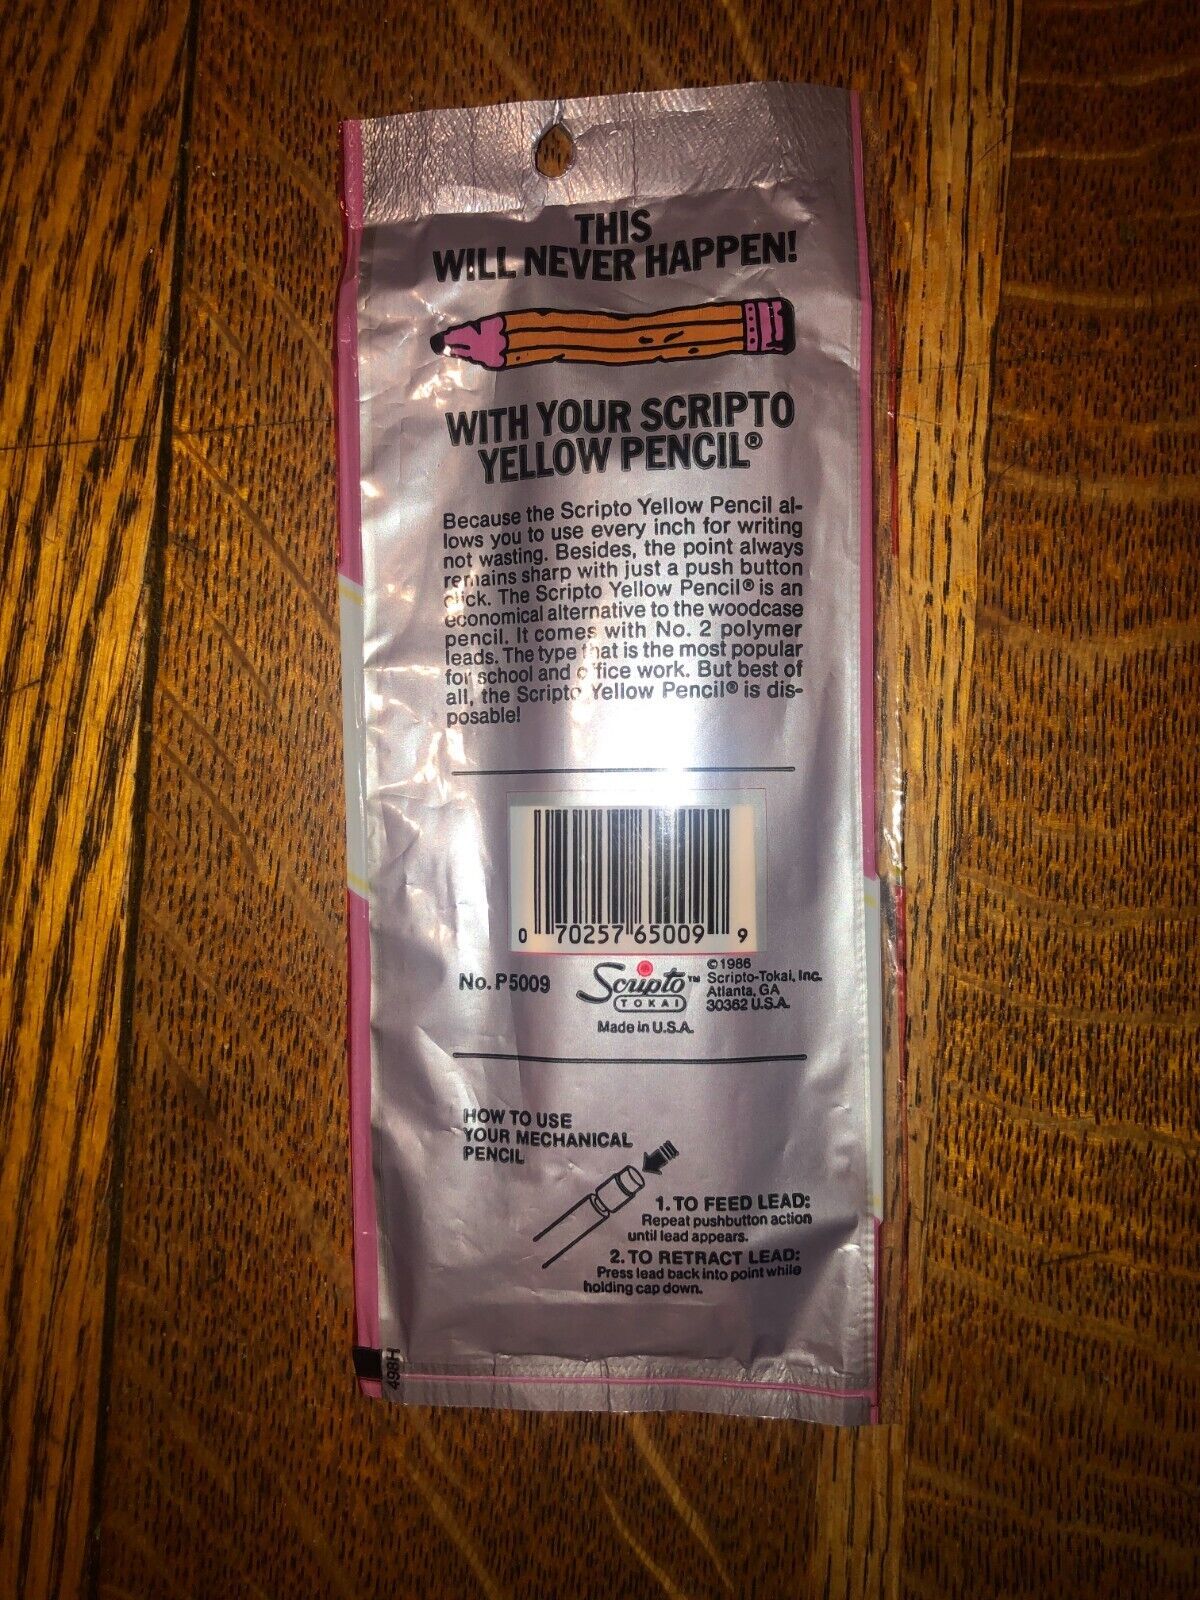 THIS
WILL NEVER HAPPEN!
WITH YOUR SCRIPTO
YELLOW PENCIL®
Because the Scripto Yellow Pencil al-
lows you to use every inch for writing
not wasting. Besides, the point always
remains sharp with just a push button
click. The Scripto Yellow Pencil® is an
economical alternative to the woodcase
pencil. It comes with No. 2 polymer
leads. The type that is the most popular
for school and office work. But best of
all, the Scripto Yellow Pencil® is dis-
posable!
0 70257 65009 9
No. P5009
Scripto™
TOKAI
©1986
Scripto-Tokai, Inc.
Atlanta, GA
30362 U.S.A.
Made in U.S.A.
HOW TO USE
YOUR MECHANICAL
PENCIL
1. TO FEED LEAD:
Repeat pushbutton action
until lead appears.
2. TO RETRACT LEAD:
Press lead back into point while
holding cap down.
498H